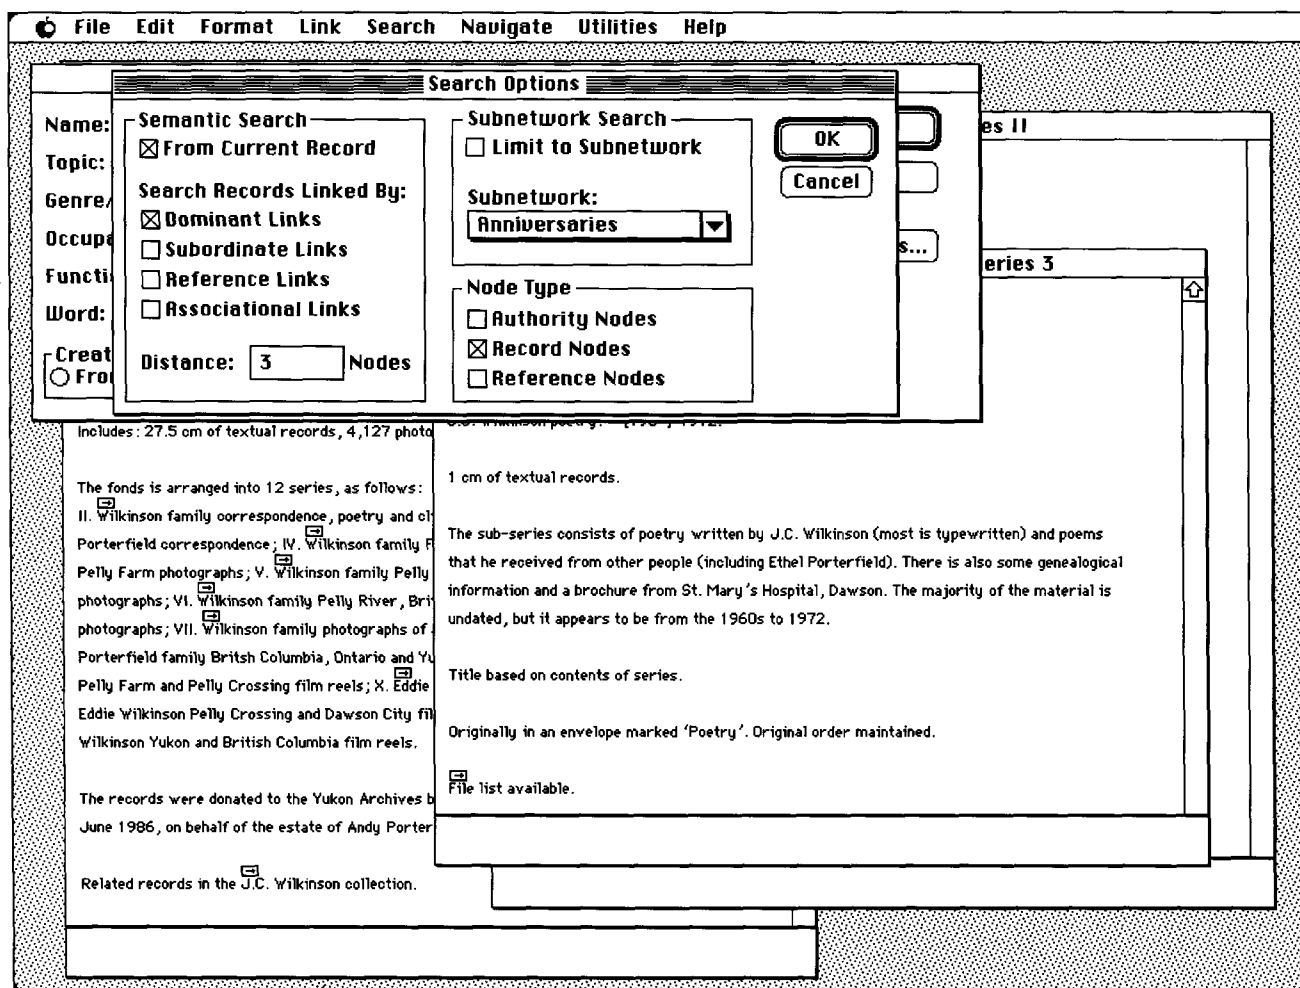 File Edit Format Link Search Navigate Utilities Help
Search Options
Name:
Topic:
Genre/
Occupa
Functi
Word:
Creat
Fro
Semantic Search
From Current Record
Search Records Linked By:
Dominant Links
Subordinate Links
Reference Links
Associational Links
Distance: 3 Nodes
Subnetwork Search
Limit to Subnetwork
Subnetwork:
Anniversaries
Node Type
Authority Nodes
Record Nodes
Reference Nodes
OK
Cancel
s...
es II
eries 3
Includes: 27.5 cm of textual records, 4,127 photo
The fonds is arranged into 12 series, as follows:
II. Wilkinson family correspondence, poetry and cl
Porterfield correspondence; IV. Wilkinson family F
Pelly Farm photographs; V. Wilkinson family Pelly
photographs; VI. Wilkinson family Pelly River, Brit
photographs; VII. Wilkinson family photographs of
Porterfield family Britsh Columbia, Ontario and Yu
Pelly Farm and Pelly Crossing film reels; X. Eddie
Eddie Wilkinson Pelly Crossing and Dawson City fil
Wilkinson Yukon and British Columbia film reels.
The records were donated to the Yukon Archives b
June 1986, on behalf of the estate of Andy Porter
Related records in the J.C. Wilkinson collection.
1 cm of textual records.
The sub-series consists of poetry written by J.C. Wilkinson (most is typewritten) and poems
that he received from other people (including Ethel Porterfield). There is also some genealogical
information and a brochure from St. Mary's Hospital, Dawson. The majority of the material is
undated, but it appears to be from the 1960s to 1972.
Title based on contents of series.
Originally in an envelope marked 'Poetry'. Original order maintained.
File list available.